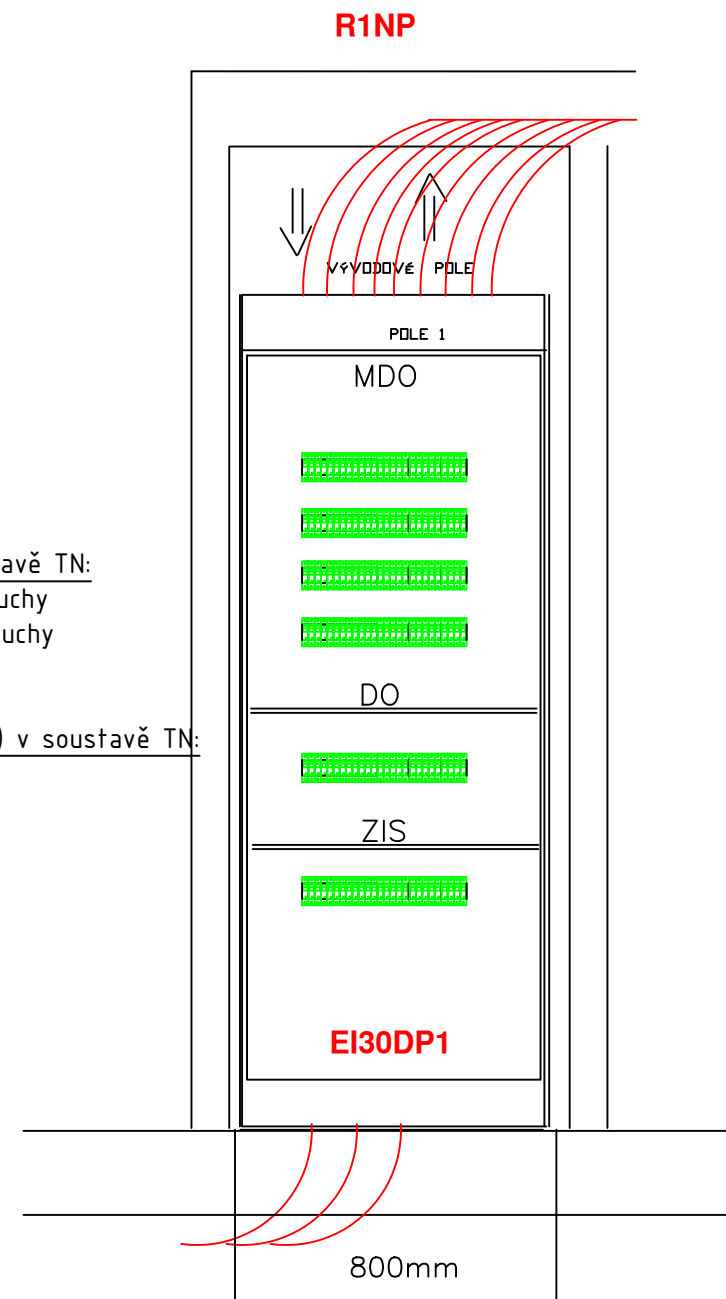 R1NP
VÝVODOVÉ POLE
POLE 1
MDO
avě TN:
uchy
uchy
DO
) v soustavě TN:
ZIS
EI30DP1
800mm